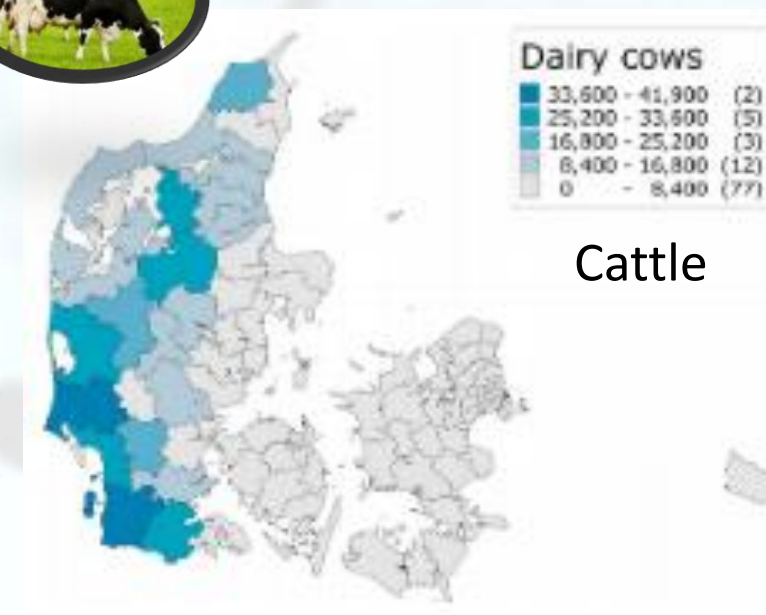 Dairy cows
33,600 - 41,900 (2)
25,200 - 33,600 (5)
16,800 - 25,200 (3)
8,400 - 16,800 (12)
0 - 8,400 (77)
Cattle